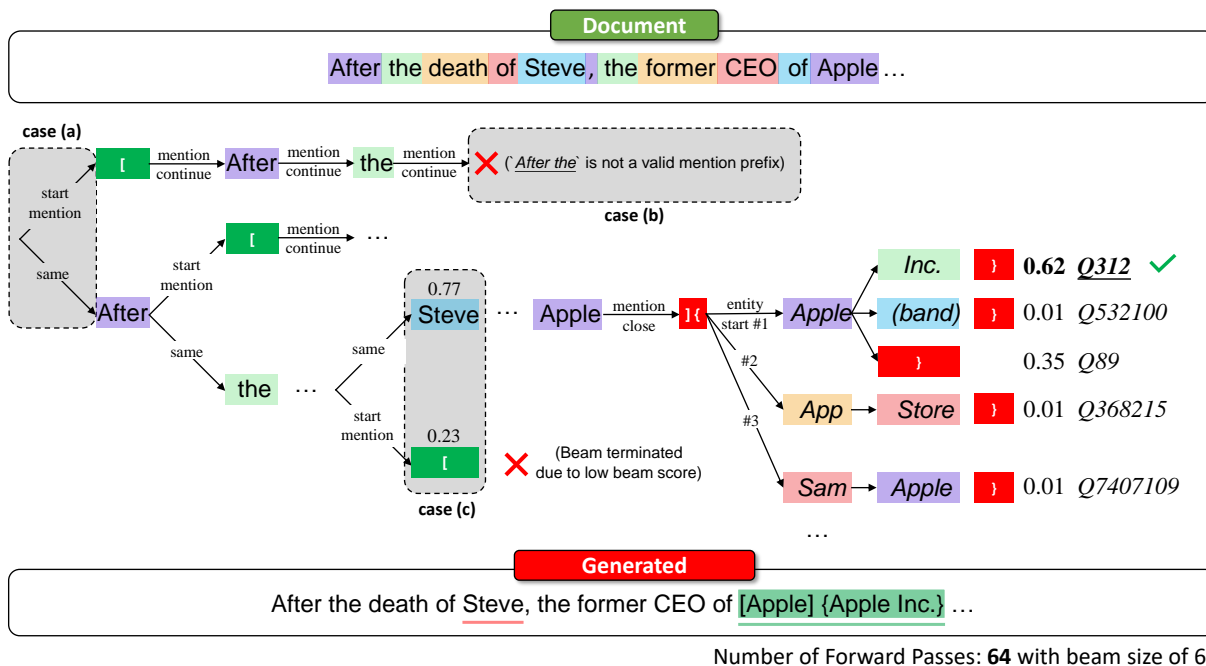 Document
After the death of Steve, the former CEO of Apple ...
case (a)
[ mention continue After mention continue the mention continue
(`After the` is not a valid mention prefix)
case (b)
start mention
same
After
start mention
[ mention continue ...
same
the ...
same
start mention
0.77
Steve ... Apple mention close ] {
0.23
[
(Beam terminated
due to low beam score)
case (c)
entity start #1 Apple
Inc. } 0.62 Q312
(band) } 0.01 Q532100
} 0.35 Q89
#2 App Store } 0.01 Q368215
#3 Sam Apple } 0.01 Q7407109
...
Generated
After the death of Steve, the former CEO of [Apple] {Apple Inc.} ...
Number of Forward Passes: 64 with beam size of 6